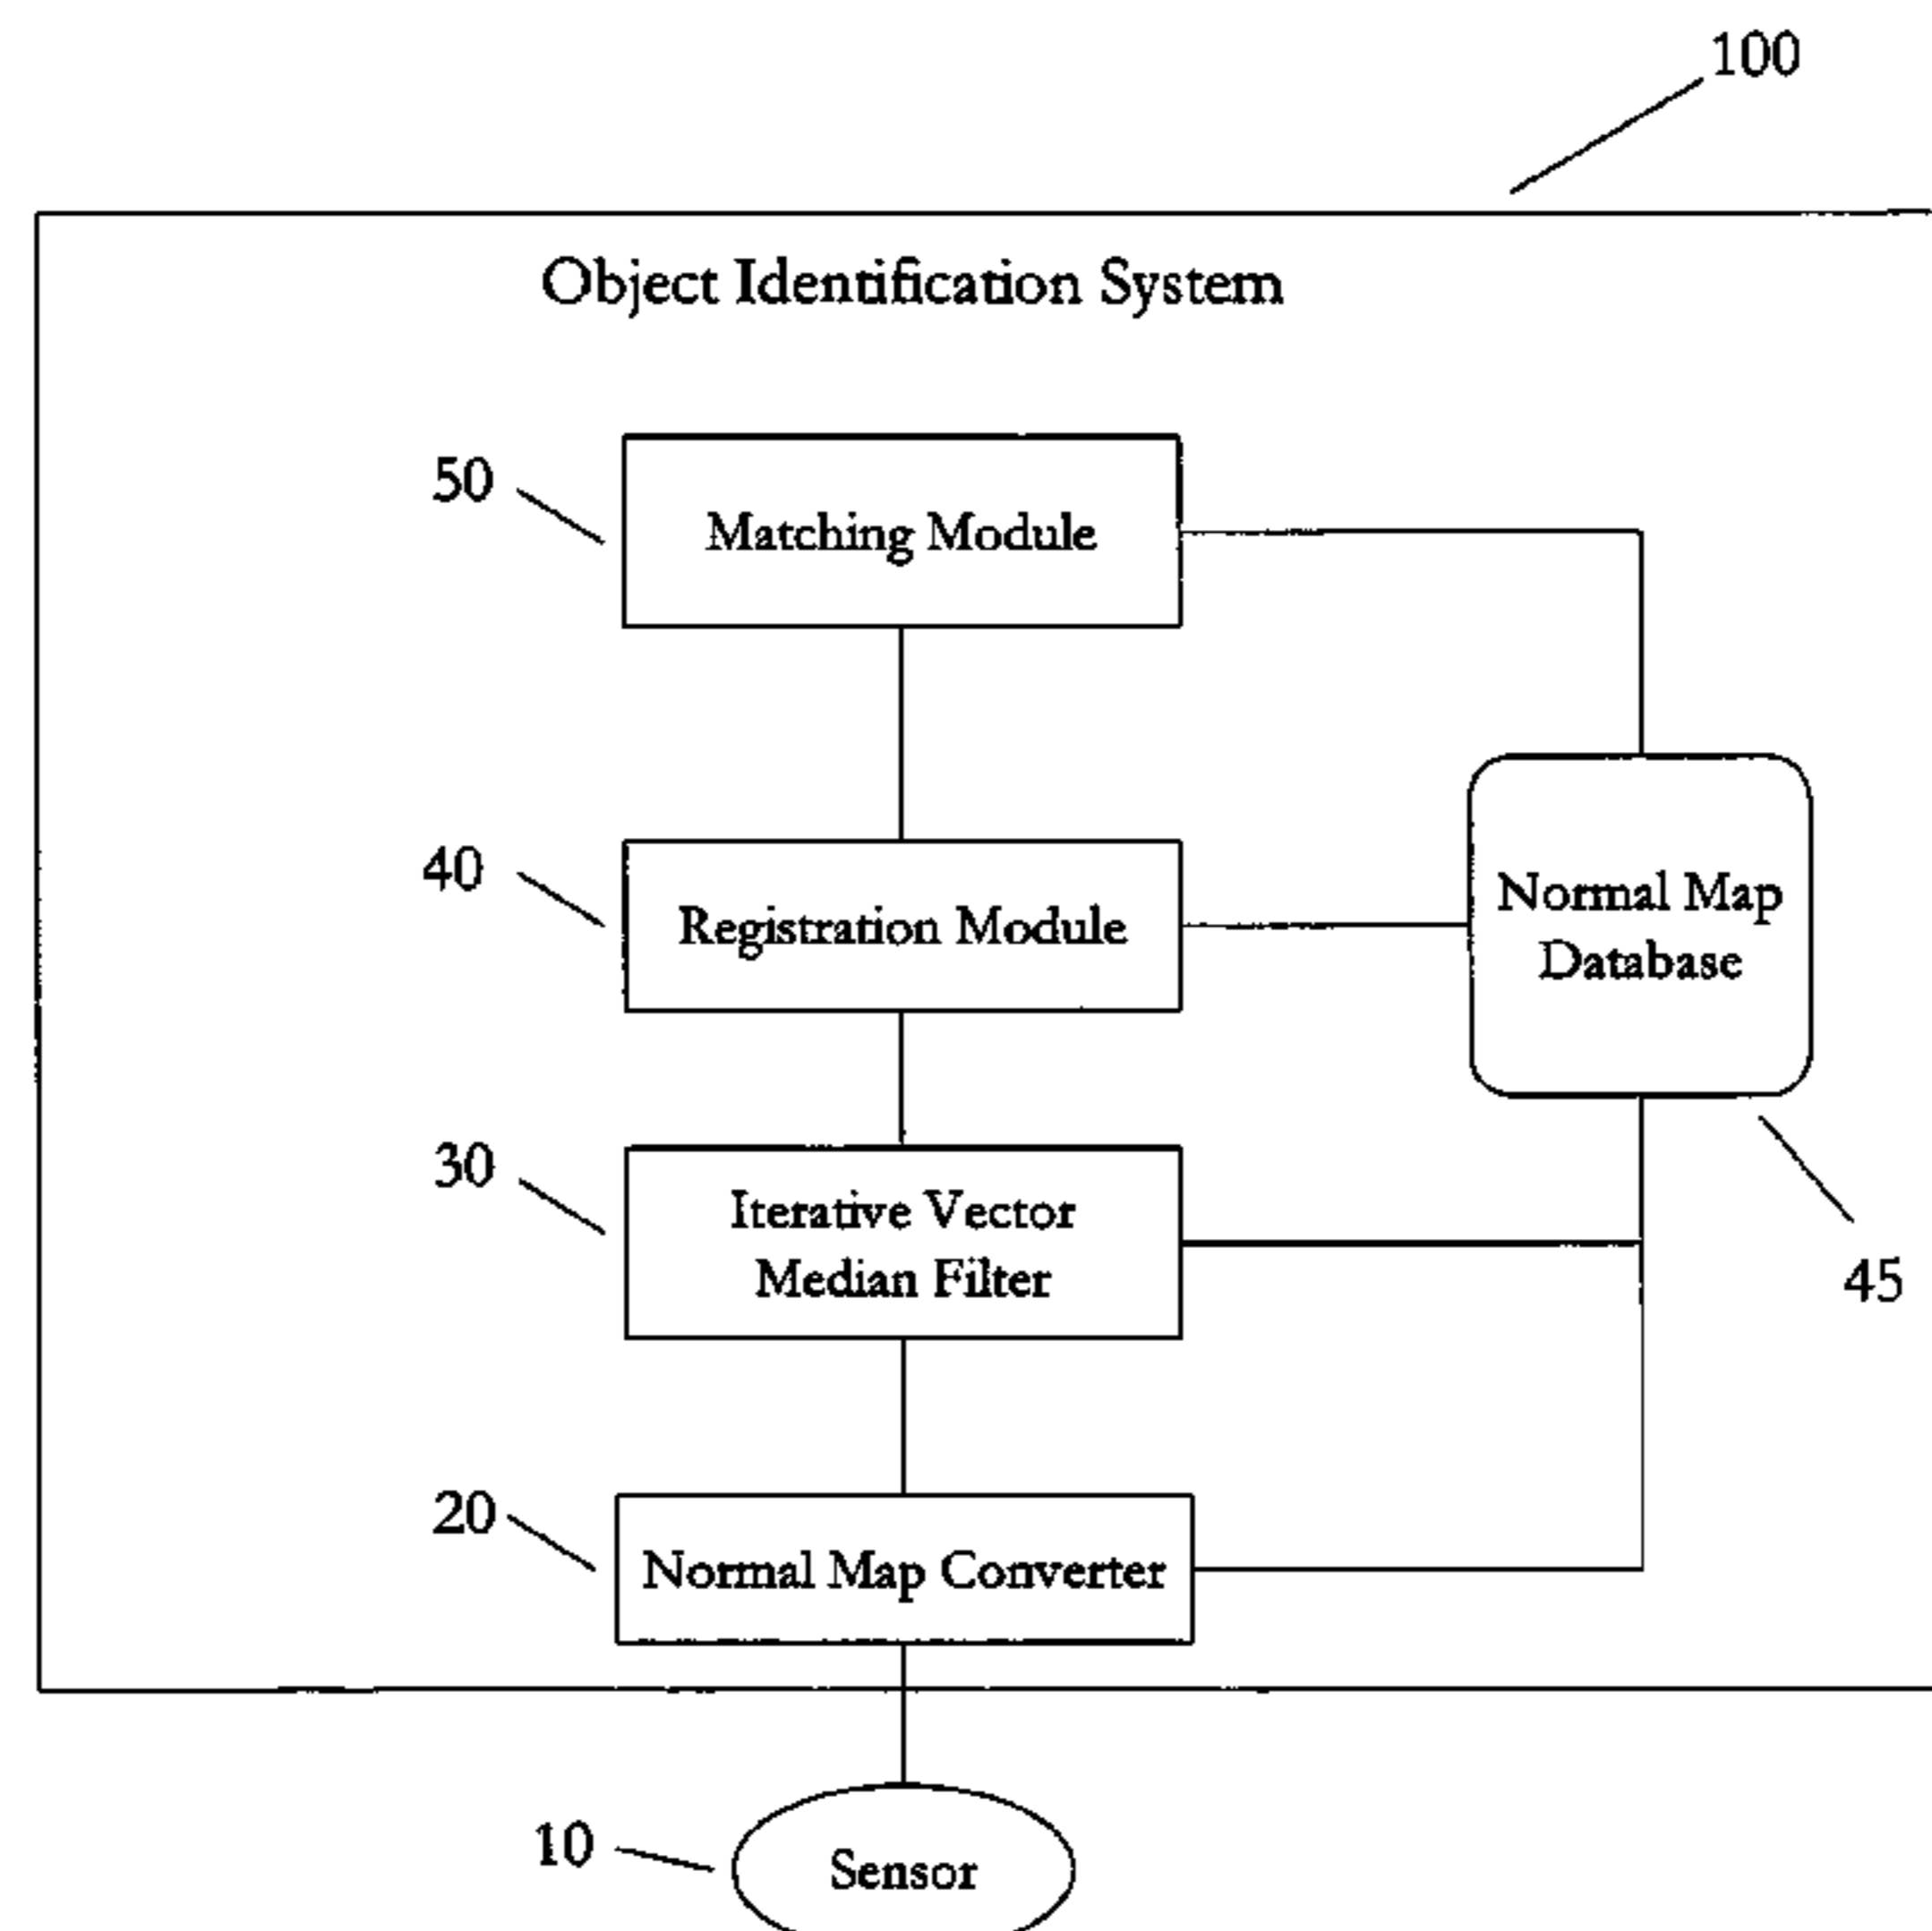 100
Object Identification System
50
Matching Module
40
Registration Module
Normal Map
Database
30
Iterative Vector
Median Filter
45
20
Normal Map Converter
10
Sensor